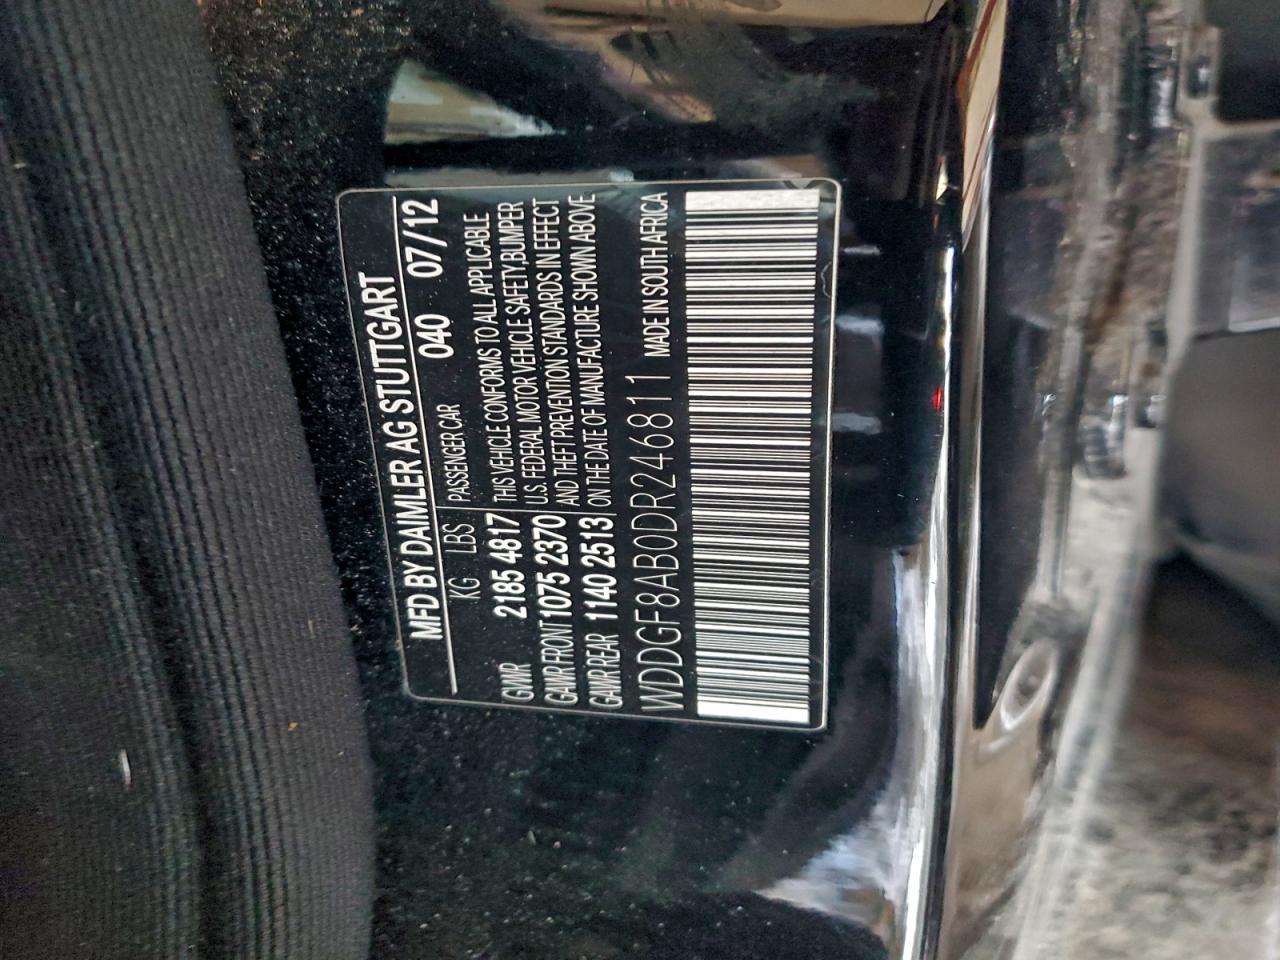 MFD BY DAIMLER AG STUTTGART
040 07/12
KG LBS PASSENGER CAR
GVWR 2185 4817 THIS VEHICLE CONFORMS TO ALL APPLICABLE
GAWR FRONT 1075 2370 U.S. FEDERAL MOTOR VEHICLE SAFETY, BUMPER
GAWR REAR 1140 2513 AND THEFT PREVENTION STANDARDS IN EFFECT
ON THE DATE OF MANUFACTURE SHOWN ABOVE
WDDGF8AB0DR246811 MADE IN SOUTH AFRICA